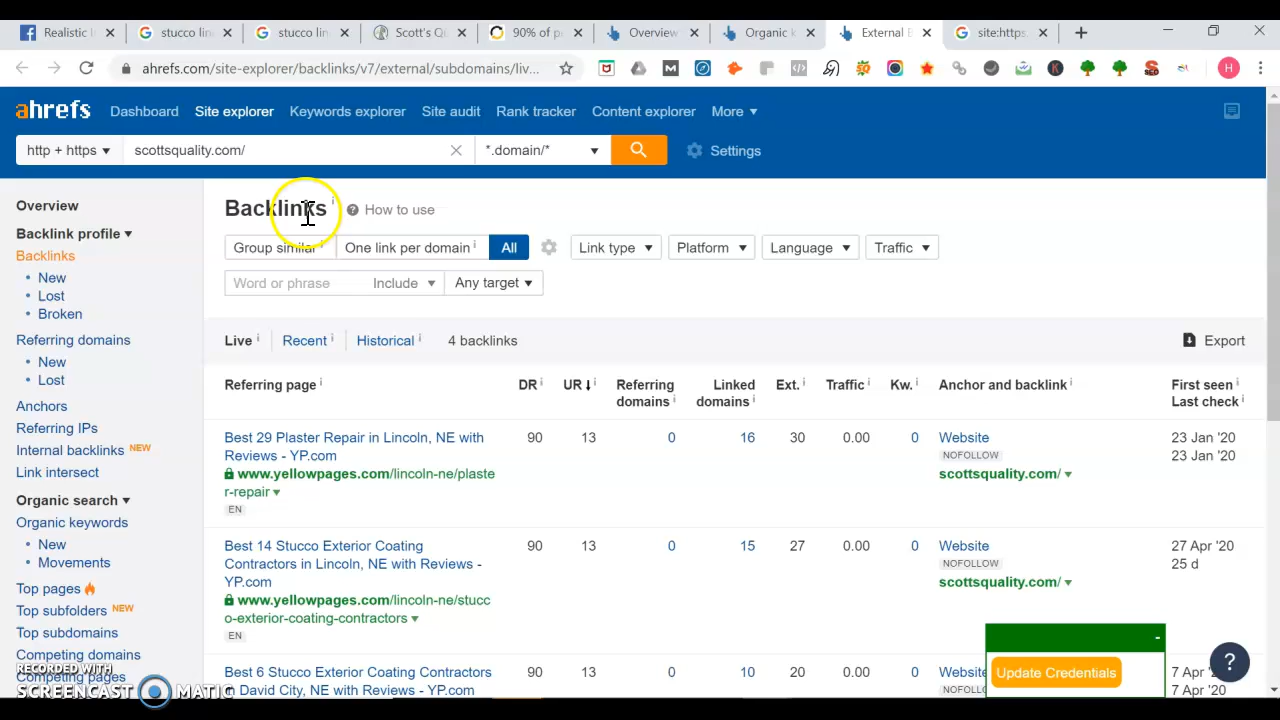 Realistic I
stucco lin
stucco lin
Scott's Qu
90% of p
Overview
Organic k
External B
site:https:
ahrefs.com/site-explorer/backlinks/v7/external/subdomains/liv...
ahrefs
Dashboard
Site explorer
Keywords explorer
Site audit
Rank tracker
Content explorer
More
http + https
scottsquality.com/
*.domain/*
Settings
Overview
Backlink profile
Backlinks
New
Lost
Broken
Referring domains
New
Lost
Anchors
Referring IPs
Internal backlinks NEW
Link intersect
Organic search
Organic keywords
New
Movements
Top pages
Top subfolders NEW
Top subdomains
Competing domains
Competing pages
Backlinks
How to use
Group similar
One link per domain
All
Link type
Platform
Language
Traffic
Word or phrase
Include
Any target
Live
Recent
Historical
4 backlinks
Export
Referring page DR UR Referring domains Linked domains Ext. Traffic Kw. Anchor and backlink First seen Last check
Best 29 Plaster Repair in Lincoln, NE with
Reviews - YP.com
www.yellowpages.com/lincoln-ne/plaste
r-repair
EN
90 13 0 16 30 0.00 0
Website
NOFOLLOW
scottsquality.com/
23 Jan '20
23 Jan '20
Best 14 Stucco Exterior Coating
Contractors in Lincoln, NE with Reviews -
YP.com
www.yellowpages.com/lincoln-ne/stucc
o-exterior-coating-contractors
EN
90 13 0 15 27 0.00 0
Website
NOFOLLOW
scottsquality.com/
27 Apr '20
25 d
Best 6 Stucco Exterior Coating Contractors
David City, NE with Reviews - YP.com
90 13 0 10 20 0.00 0
Website
NOFOLLO
7 Apr '2
7 Apr '2
-
Update Credentials
?
RECORDED WITH
SCREENCAST MATIC